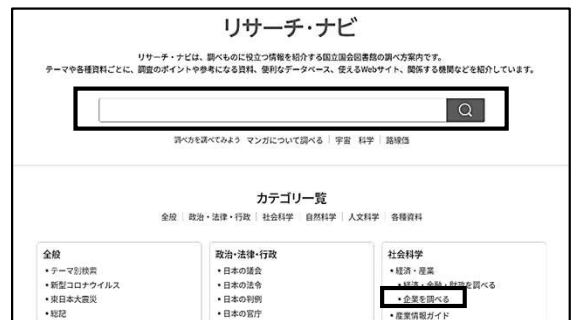 リサーチ・ナビ
リサーチ・ナビは、調べものに役立つ情報を紹介する国立国会図書館の調べ方案内です。
テーマや各種資料ごとに、調査のポイントや参考になる資料、便利なデータベース、使えるWebサイト、関係する機関などを紹介しています。
調べ方を調べてみよう マンガについて調べる | 宇宙 科学 | 路線価
カテゴリ一覧
全般 | 政治・法律・行政 | 社会科学 | 自然科学 | 人文科学 | 各種資料
全般
・テーマ別検索
・新型コロナウイルス
・東日本大震災
・総記
政治・法律・行政
・日本の議会
・日本の法令
・日本の判例
・日本の官庁
社会科学
・経済・産業
・経済・金融・財政を調べる
・企業を調べる
・産業情報ガイド